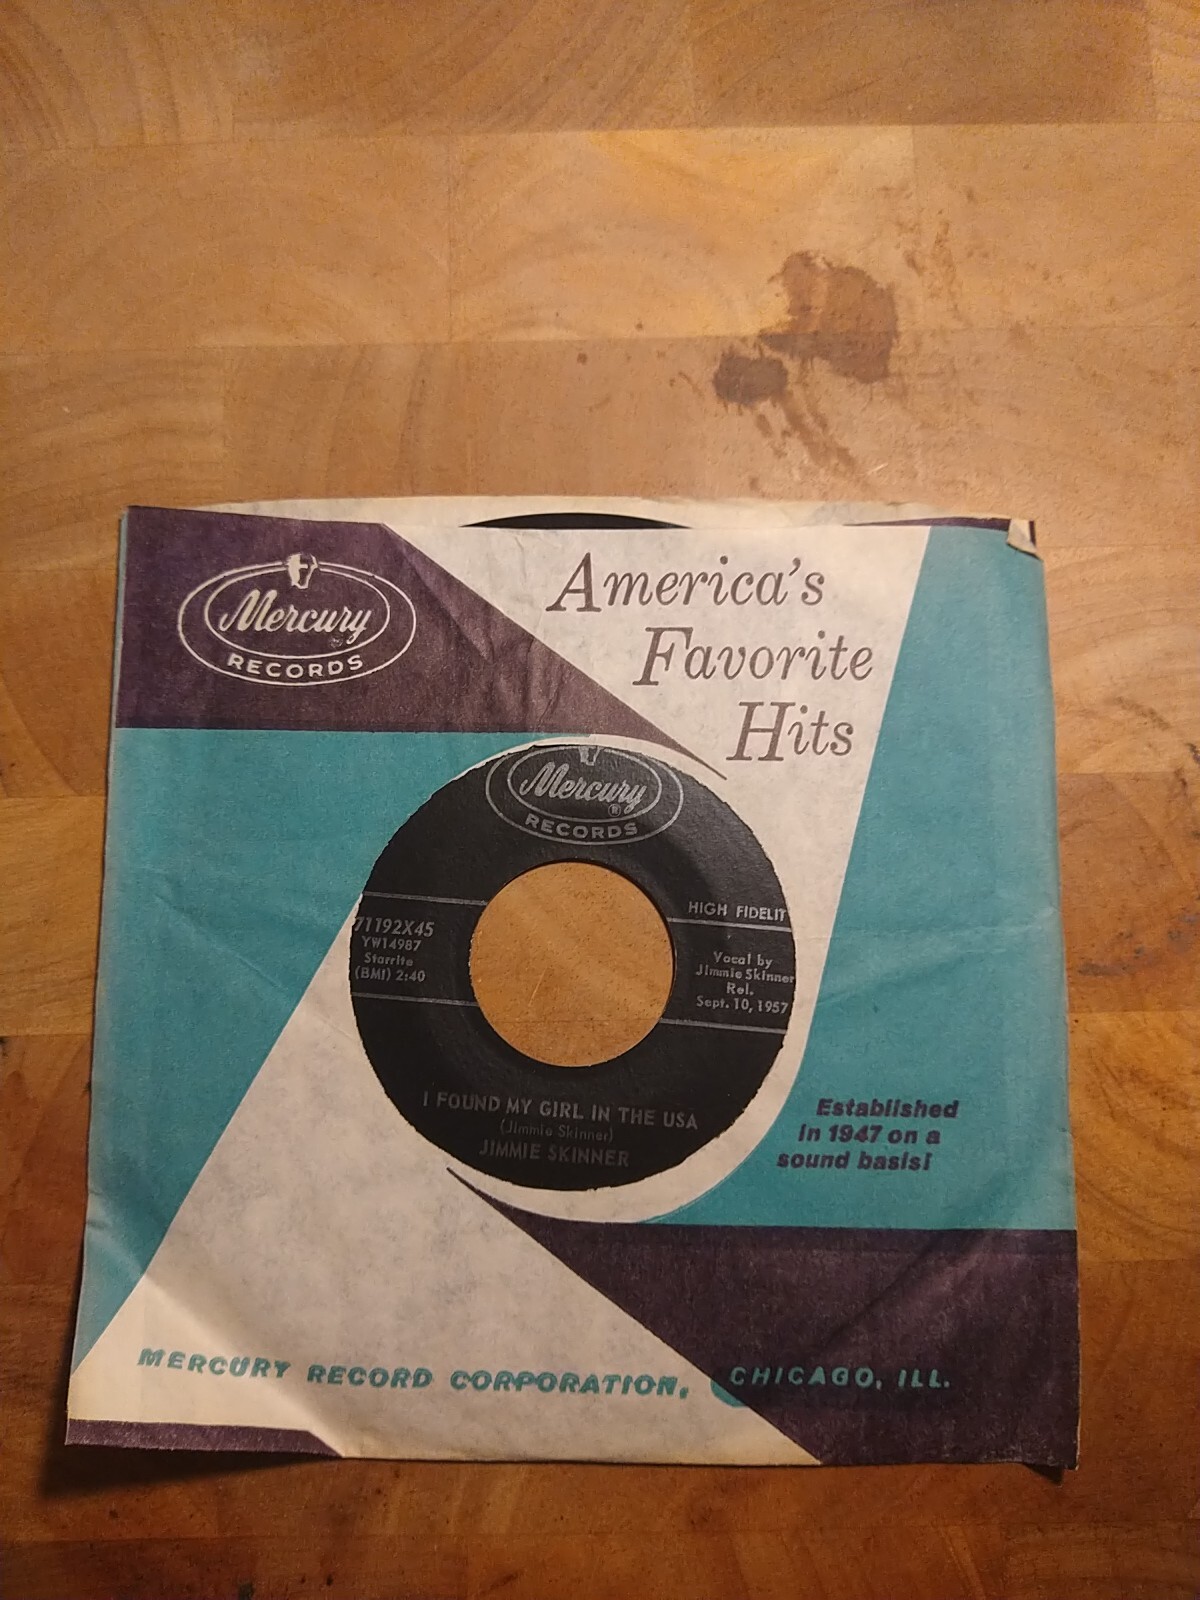 Mercury
RECORDS
America's
Favorite
Hits
Mercury
®
RECORDS
71192X45
YW14987
Starrite
(BMI) 2:40
HIGH FIDELIT
Vocal by
Jimmie Skinner
Rel.
Sept. 10, 1957
I FOUND MY GIRL IN THE USA
(Jimmie Skinner)
JIMMIE SKINNER
Established
in 1947 on a
sound basis!
MERCURY RECORD CORPORATION, CHICAGO, ILL.